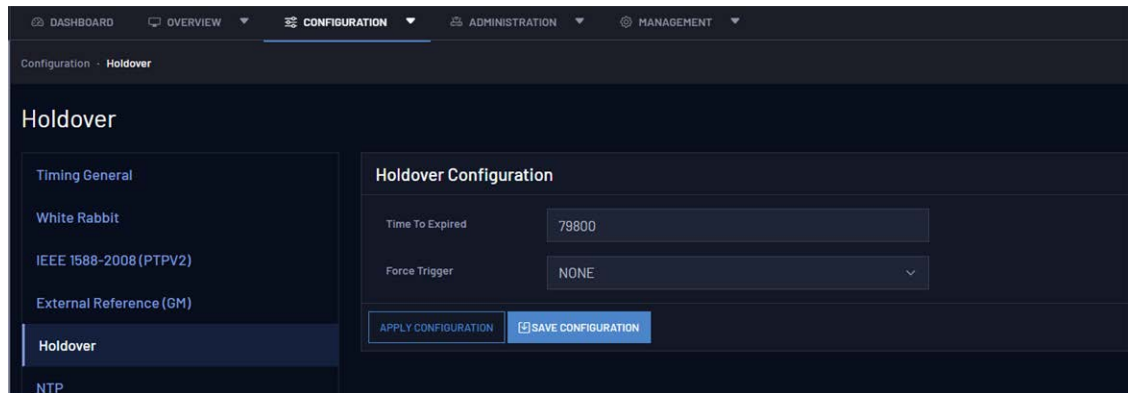 DASHBOARD OVERVIEW CONFIGURATION ADMINISTRATION MANAGEMENT
Configuration · Holdover
Holdover
Timing General
White Rabbit
IEEE 1588-2008 (PTPV2)
External Reference (GM)
Holdover
NTP
Holdover Configuration
Time To Expired 79800
Force Trigger NONE
APPLY CONFIGURATION SAVE CONFIGURATION